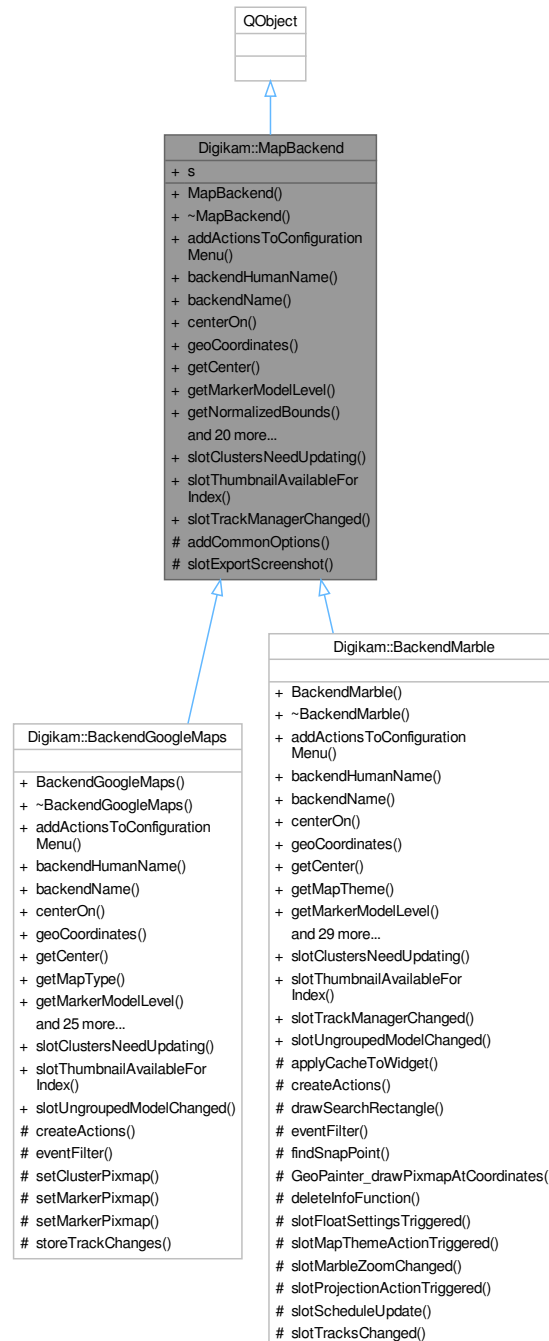 QObject
Digikam::MapBackend
+ s
+ MapBackend()
+ ~MapBackend()
+ addActionsToConfiguration
Menu()
+ backendHumanName()
+ backendName()
+ centerOn()
+ geoCoordinates()
+ getCenter()
+ getMarkerModelLevel()
+ getNormalizedBounds()
and 20 more...
+ slotClustersNeedUpdating()
+ slotThumbnailAvailableFor
Index()
+ slotTrackManagerChanged()
# addCommonOptions()
# slotExportScreenshot()
Digikam::BackendGoogleMaps
+ BackendGoogleMaps()
+ ~BackendGoogleMaps()
+ addActionsToConfiguration
Menu()
+ backendHumanName()
+ backendName()
+ centerOn()
+ geoCoordinates()
+ getCenter()
+ getMapType()
+ getMarkerModelLevel()
and 25 more...
+ slotClustersNeedUpdating()
+ slotThumbnailAvailableFor
Index()
+ slotUngroupedModelChanged()
# createActions()
# eventFilter()
# setClusterPixmap()
# setMarkerPixmap()
# setMarkerPixmap()
# storeTrackChanges()
Digikam::BackendMarble
+ BackendMarble()
+ ~BackendMarble()
+ addActionsToConfiguration
Menu()
+ backendHumanName()
+ backendName()
+ centerOn()
+ geoCoordinates()
+ getCenter()
+ getMapTheme()
+ getMarkerModelLevel()
and 29 more...
+ slotClustersNeedUpdating()
+ slotThumbnailAvailableFor
Index()
+ slotTrackManagerChanged()
+ slotUngroupedModelChanged()
# applyCacheToWidget()
# createActions()
# drawSearchRectangle()
# eventFilter()
# findSnapPoint()
# GeoPainter_drawPixmapAtCoordinates(
# deleteInfoFunction()
# slotFloatSettingsTriggered()
# slotMapThemeActionTriggered()
# slotMarbleZoomChanged()
# slotProjectionActionTriggered()
# slotScheduleUpdate()
# slotTracksChanged()